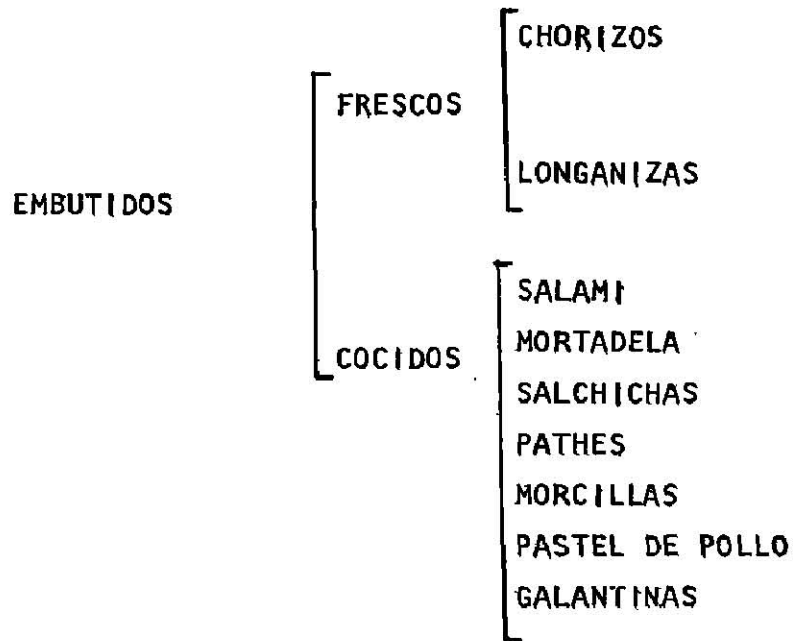 EMBUTIDOS
FRESCOS
CHORIZOS
LONGANIZAS
COCIDOS
SALAMI
MORTADELA
SALCHICHAS
PATHES
MORCILLAS
PASTEL DE POLLO
GALANTINAS